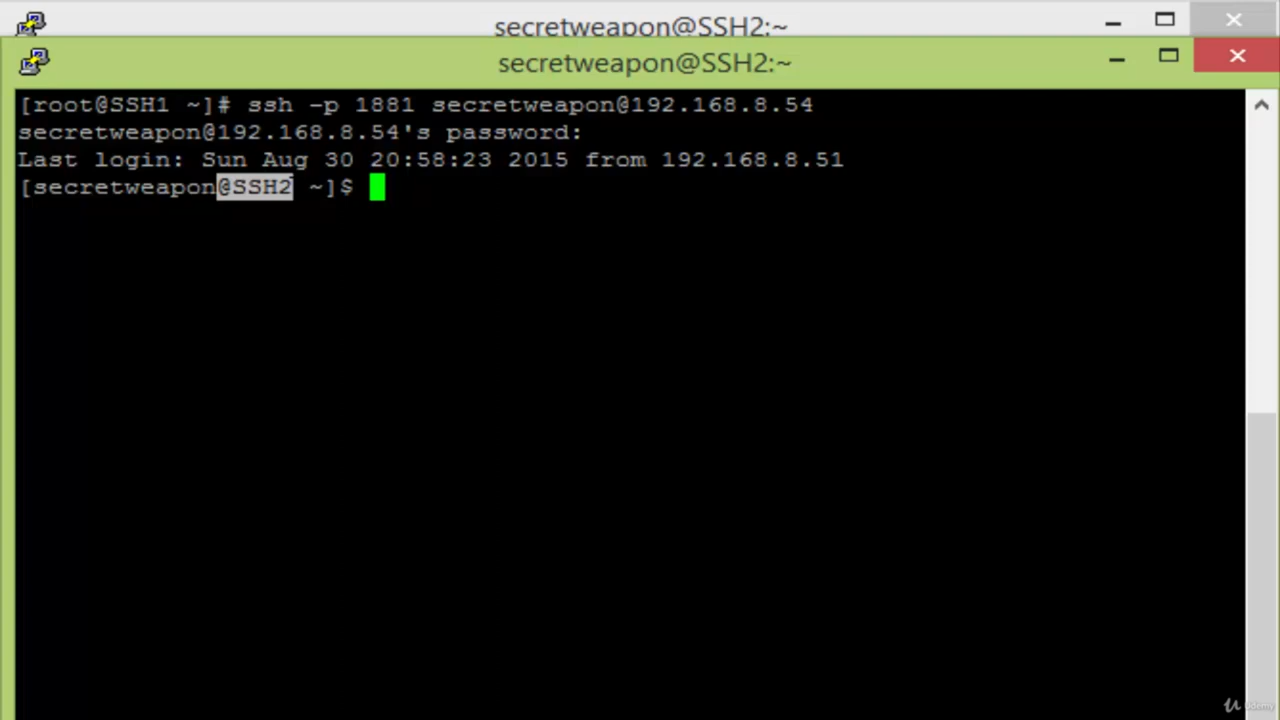 secretweapon@SSH2:~
secretweapon@SSH2:~
[root@SSH1 ~]# ssh -p 1881 secretweapon@192.168.8.54
secretweapon@192.168.8.54's password:
Last login: Sun Aug 30 20:58:23 2015 from 192.168.8.51
[secretweapon@SSH2 ~]$
Udemy